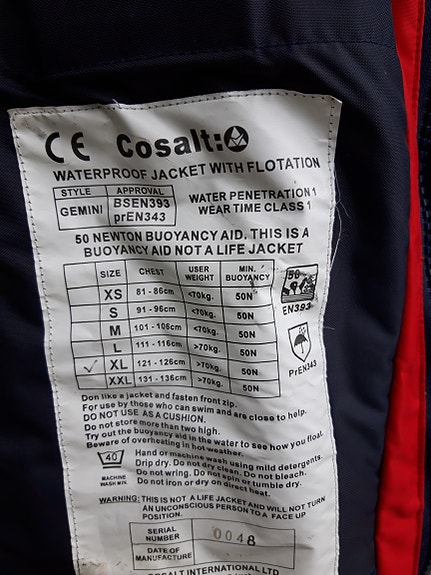 CE Cosalt:
WATERPROOF JACKET WITH FLOTATION
STYLE APPROVAL
GEMINI BSEN393 prEN343
WATER PENETRATION 1
WEAR TIME CLASS 1
50 NEWTON BUOYANCY AID. THIS IS A
BUOYANCY AID NOT A LIFE JACKET
SIZE CHEST USER WEIGHT MIN. BUOYANCY
XS 81 - 86cm <70kg. 50N
S 91 - 96cm <70kg. 50N
M 101 - 106cm <70kg. 50N
L 111 - 116cm >70kg. 50N
✓ XL 121 - 126cm >70kg. 50N
XXL 131 - 136cm >70kg. 50N
50
EN393
PrEN343
Don like a jacket and fasten front zip.
For use by those who can swim and are close to help.
DO NOT USE AS A CUSHION.
Do not store more than two high.
Try out the buoyancy aid in the water to see how you float.
Beware of overheating in hot weather.
40
MACHINE
WASH M/K.
Hand or machine wash using mild detergents.
Drip dry. Do not dry clean. Do not bleach.
Do not wring. Do not spin or tumble dry.
Do not iron or dry on direct heat.
WARNING: THIS IS NOT A LIFE JACKET AND WILL NOT TURN
AN UNCONSCIOUS PERSON TO A FACE UP
POSITION.
SERIAL NUMBER 0048
DATE OF MANUFACTURE
COSALT INTERNATIONAL LTD